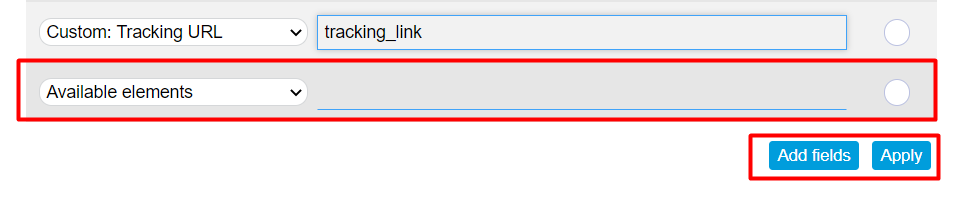 Custom: Tracking URL tracking_link
Available elements
Add fields Apply